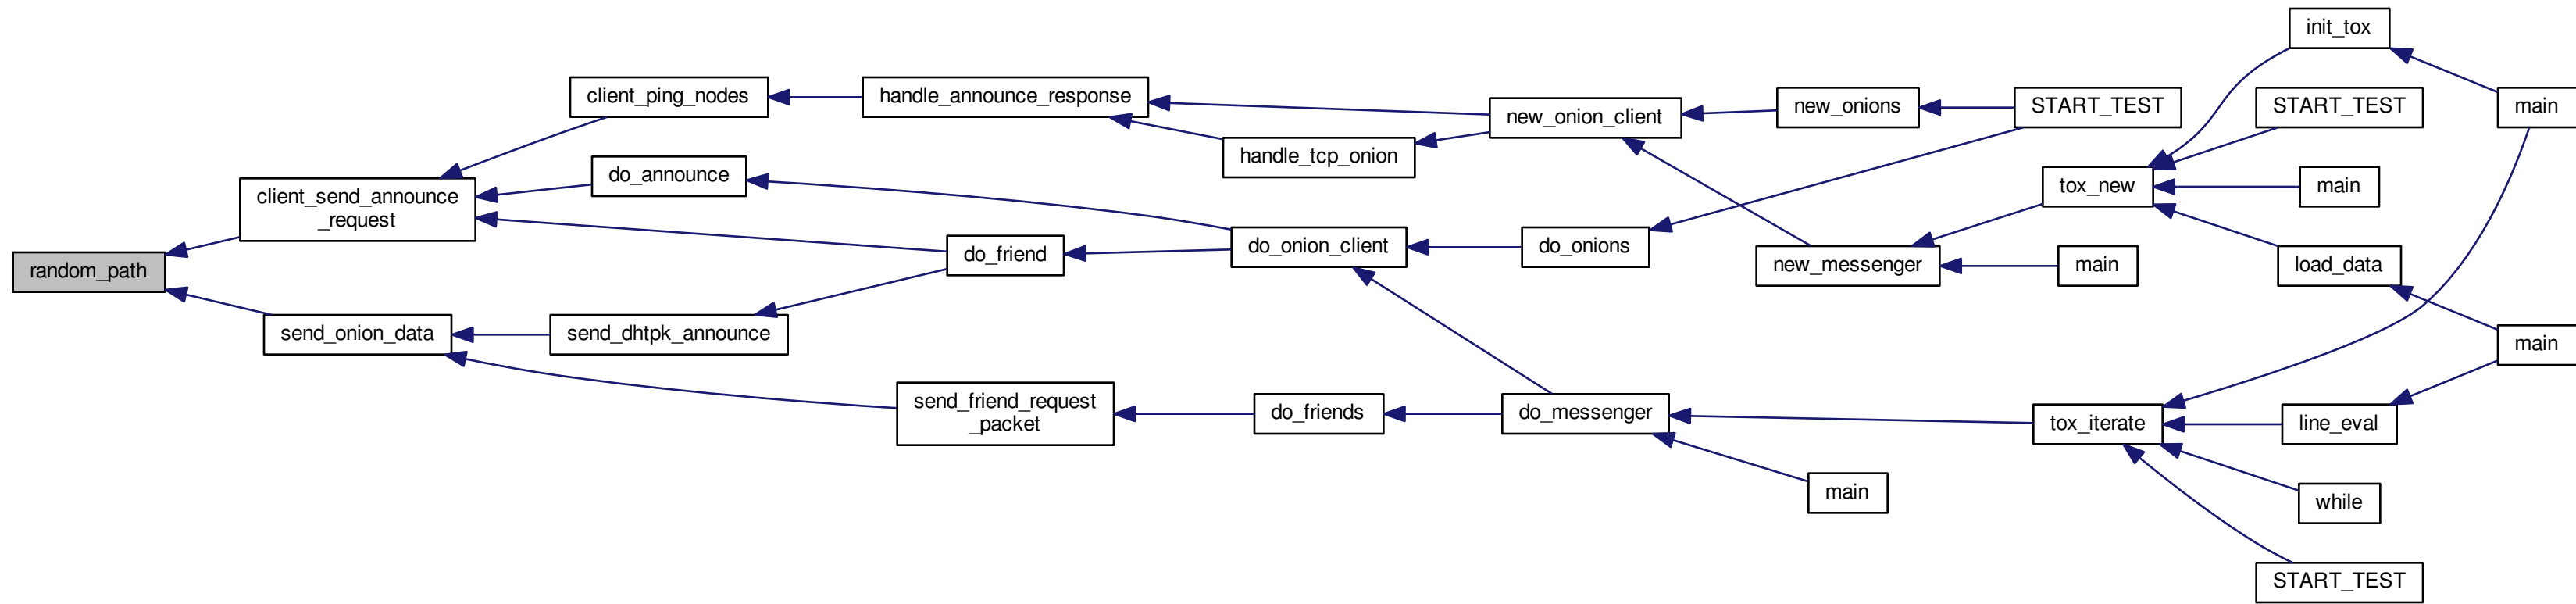 random_path
client_send_announce
_request
send_onion_data
client_ping_nodes
do_announce
send_dhtpk_announce
handle_announce_response
do_friend
send_friend_request
_packet
handle_tcp_onion
do_onion_client
do_friends
new_onion_client
do_onions
do_messenger
new_onions
new_messenger
main
START_TEST
tox_new
main
tox_iterate
init_tox
START_TEST
main
load_data
line_eval
while
START_TEST
main
main